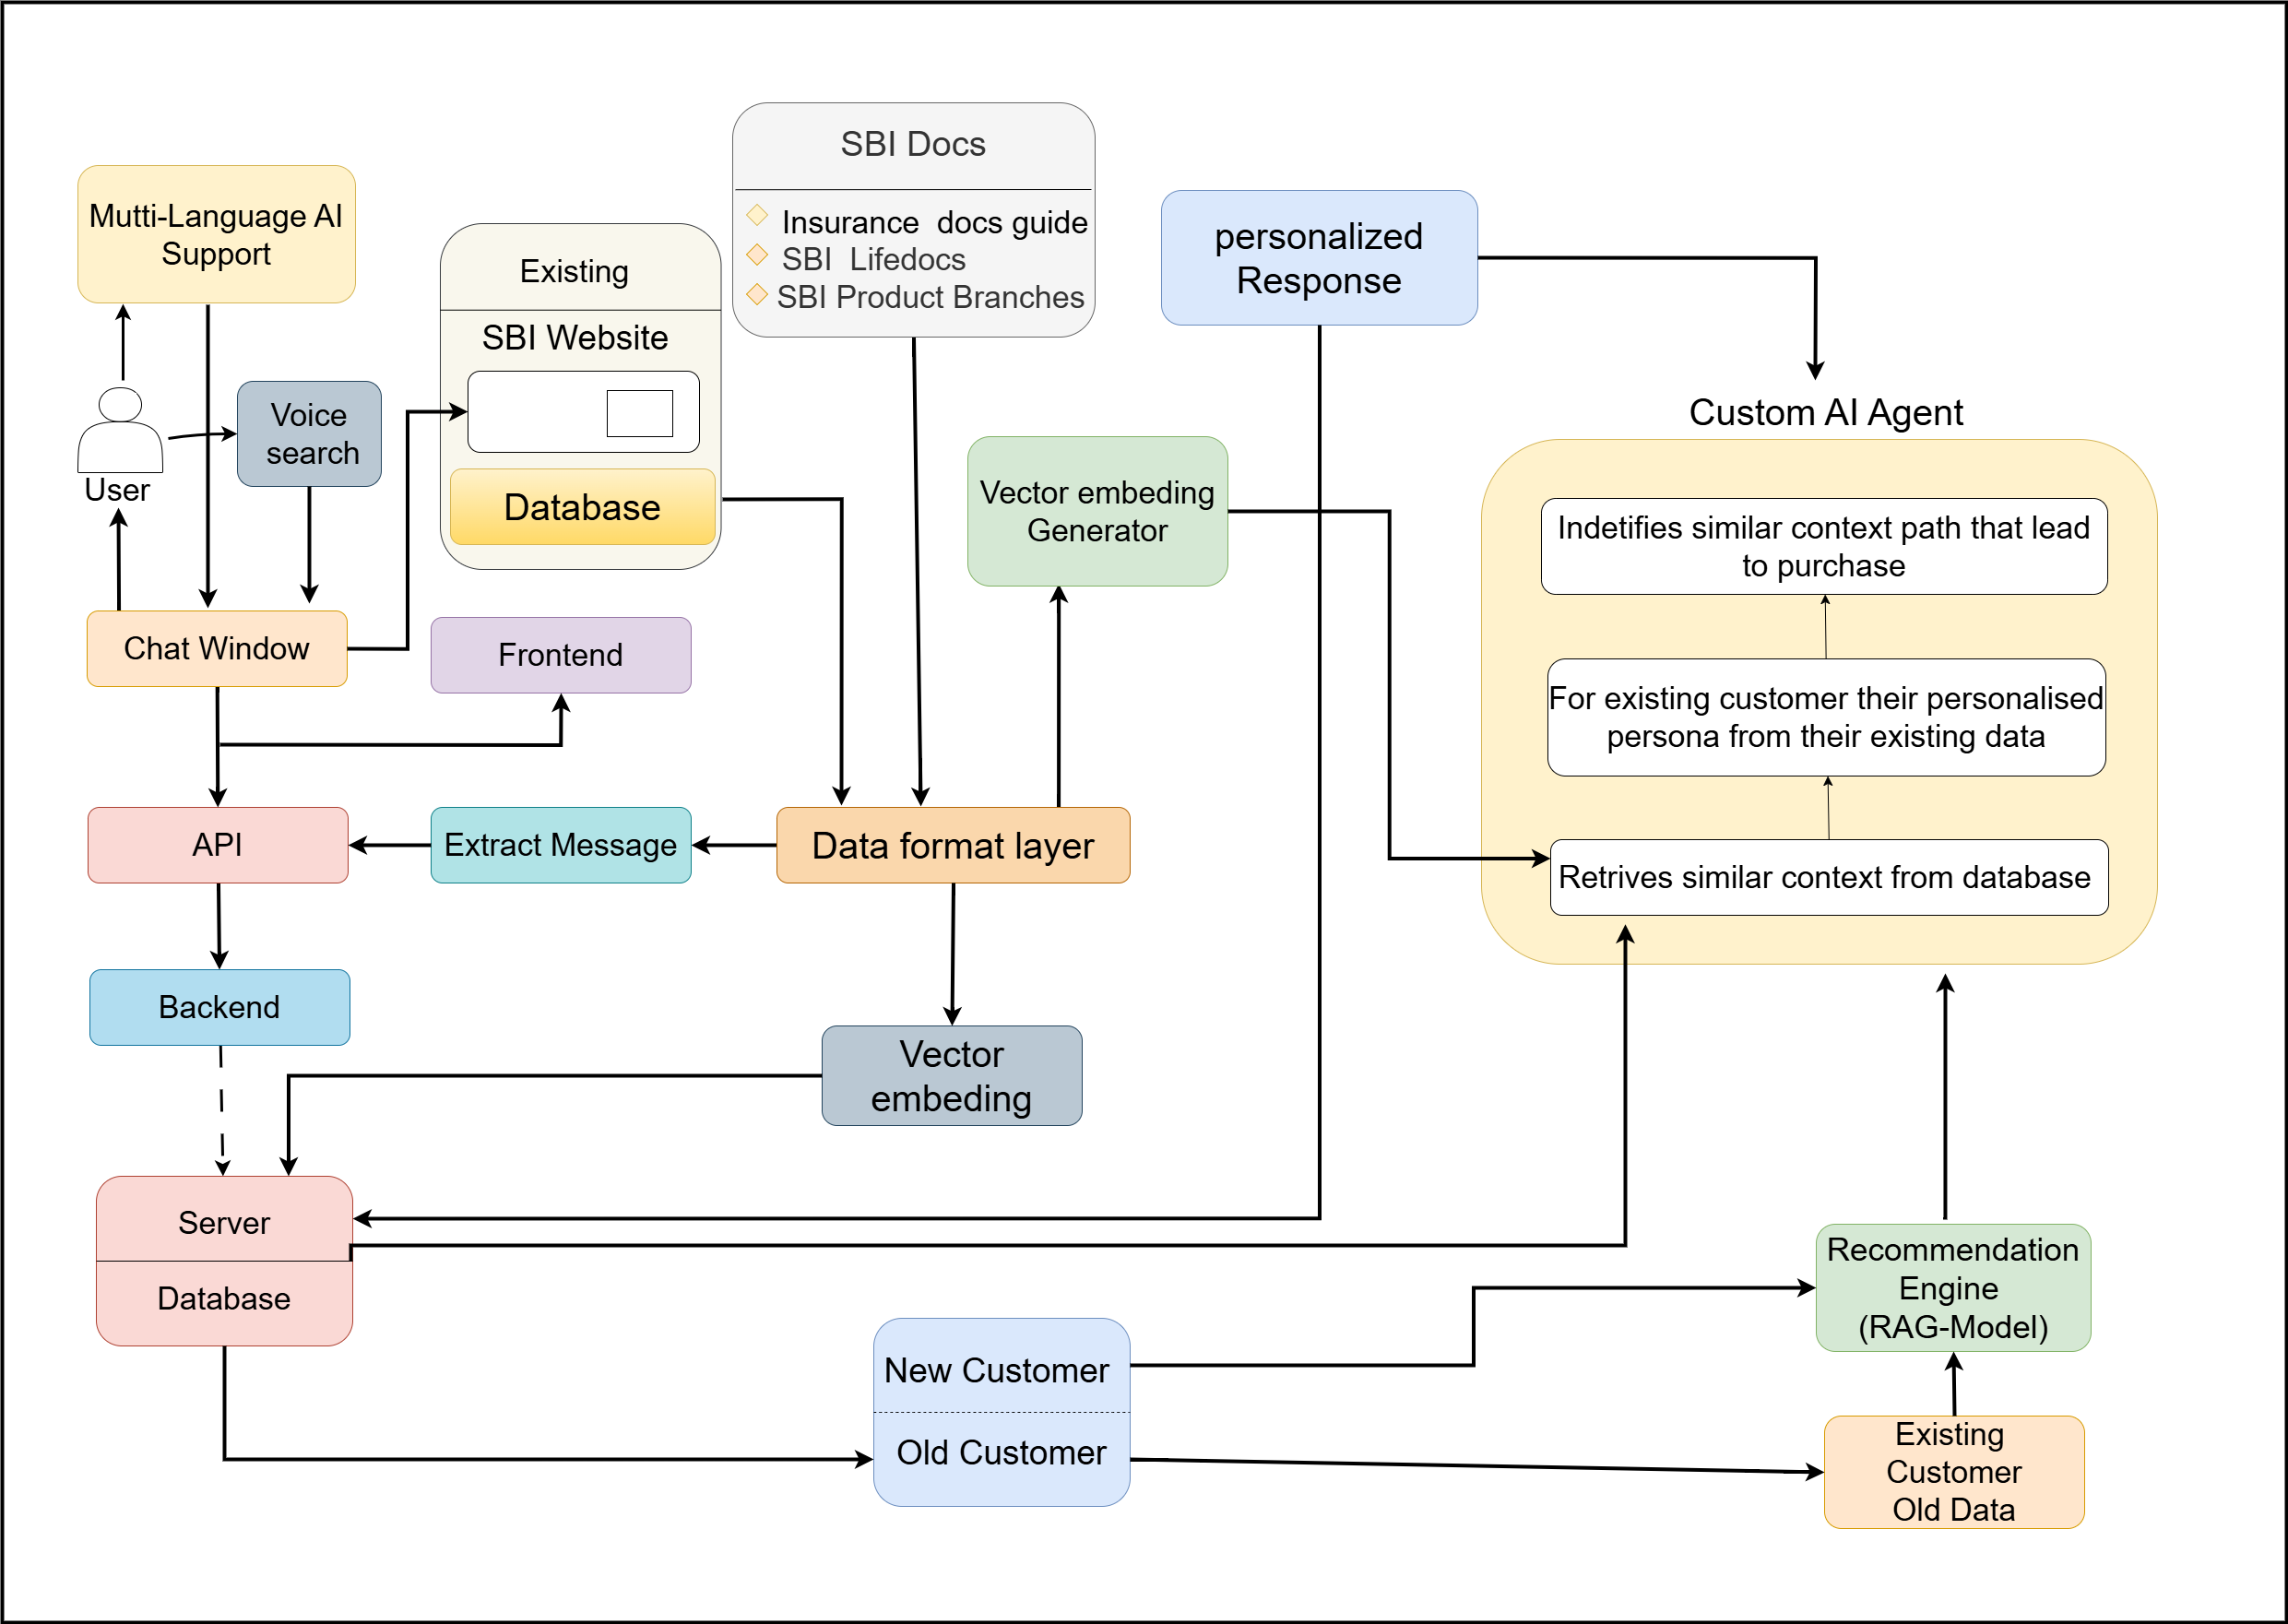 SBI Docs
Insurance docs guide
SBI Lifedocs
SBI Product Branches
Mutti-Language AI
Support
personalized
Response
Existing
SBI Website
Database
Voice
search
User
Custom AI Agent
Vector embeding
Generator
Indetifies similar context path that lead
to purchase
Chat Window
Frontend
For existing customer their personalised
persona from their existing data
API
Extract Message
Data format layer
Retrives similar context from database
Backend
Vector
embeding
Server
Database
Recommendation
Engine
(RAG-Model)
New Customer
Old Customer
Existing
Customer
Old Data